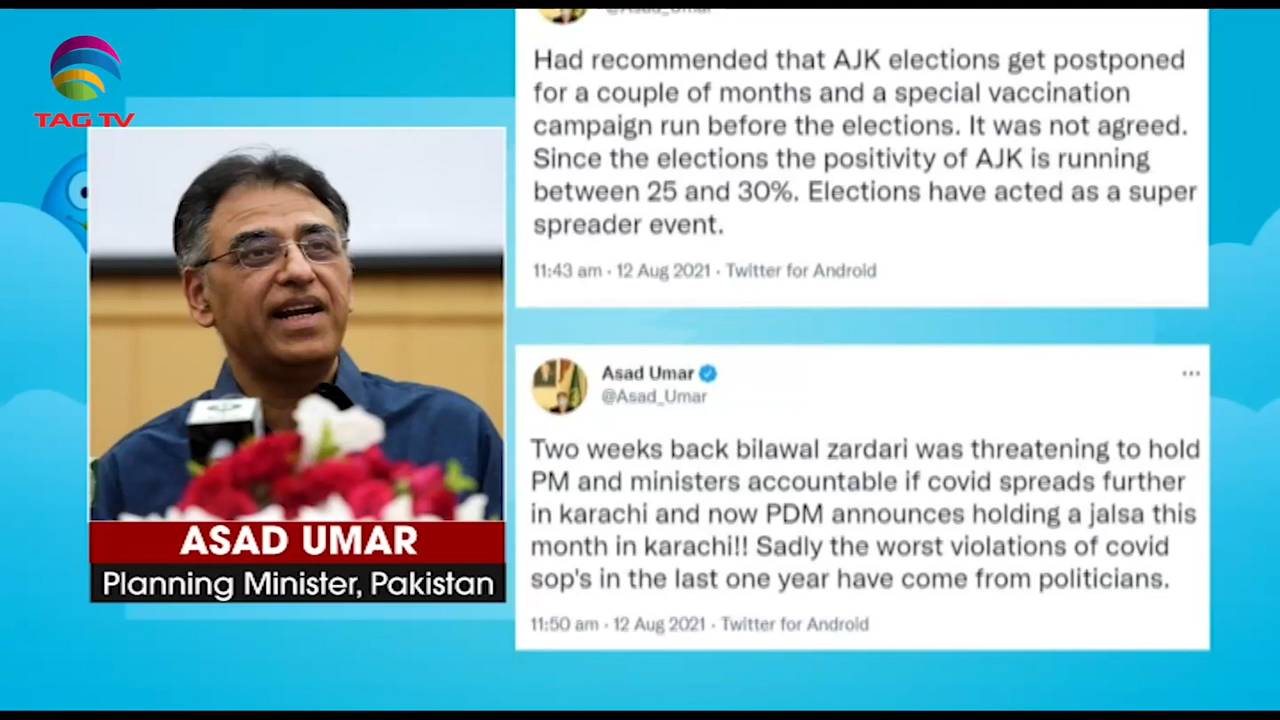 TAG TV
@Asad_Umar
Had recommended that AJK elections get postponed
for a couple of months and a special vaccination
campaign run before the elections. It was not agreed.
Since the elections the positivity of AJK is running
between 25 and 30%. Elections have acted as a super
spreader event.
11:43 am · 12 Aug 2021 · Twitter for Android
Asad Umar
@Asad_Umar
Two weeks back bilawal zardari was threatening to hold
PM and ministers accountable if covid spreads further
in karachi and now PDM announces holding a jalsa this
month in karachi!! Sadly the worst violations of covid
sop's in the last one year have come from politicians.
11:50 am · 12 Aug 2021 · Twitter for Android
ASAD UMAR
Planning Minister, Pakistan